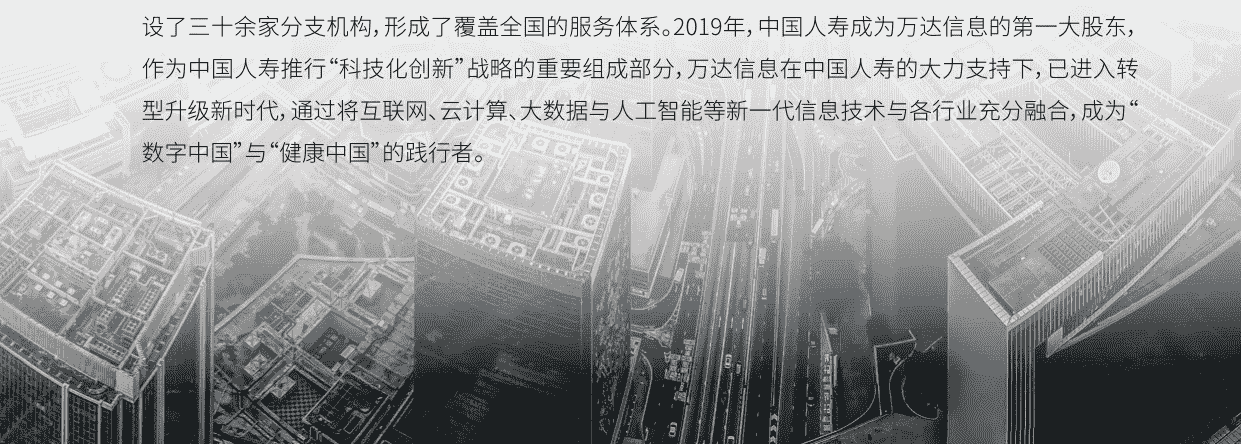 设了三十余家分支机构，形成了覆盖全国的服务体系。2019年，中国人寿成为万达信息的第一大股东，
作为中国人寿推行“科技化创新”战略的重要组成部分，万达信息在中国人寿的大力支持下，已进入转
型升级新时代，通过将互联网、云计算、大数据与人工智能等新一代信息技术与各行业充分融合，成为“
数字中国”与“健康中国”的践行者。